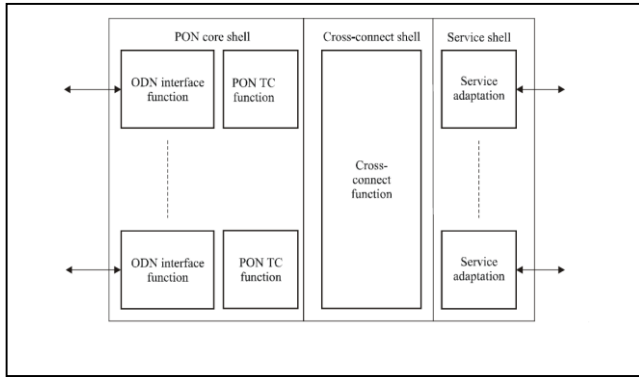 PON core shell
Cross-connect shell
Service shell
ODN interface
function
PON TC
function
Service
adaptation
Cross-
connect
function
ODN interface
function
PON TC
function
Service
adaptation